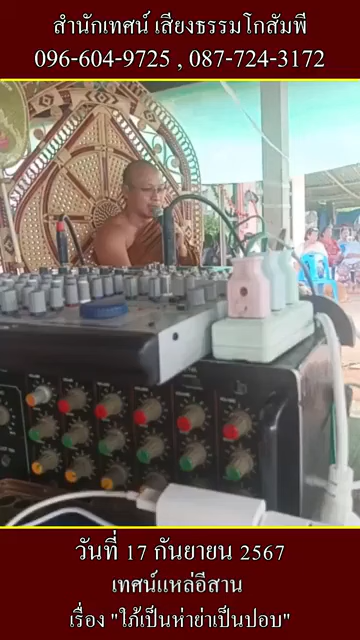 สำนักเทศน์ เสียงธรรมโกสัมพี
096-604-9725 , 087-724-3172
วันที่ 17 กันยายน 2567
เทศน์แหล่อีสาน
เรื่อง "ใภ้เป็นห่าย่าเป็นปอบ"